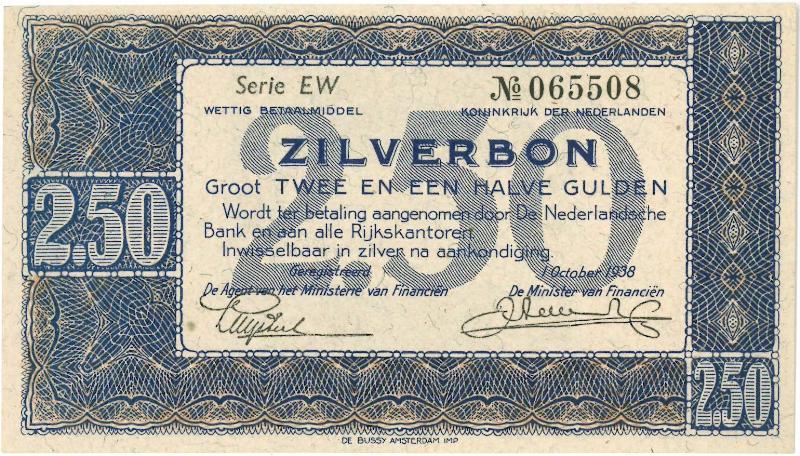 Serie EW
№ 065508
WETTIG BETAALMIDDEL
KONINKRIJK DER NEDERLANDEN
250
ZILVERBON
Groot TWEE EN EEN HALVE GULDEN
Wordt ter betaling aangenomen door De Nederlandsche
Bank en aan alle Rijkskantoren.
Inwisselbaar in zilver na aankondiging.
Geregistreerd
1 October 1938
De Agent van het Ministerie van Financiën
De Minister van Financiën
2.50
2.50
DE BUSSY AMSTERDAM IMP.